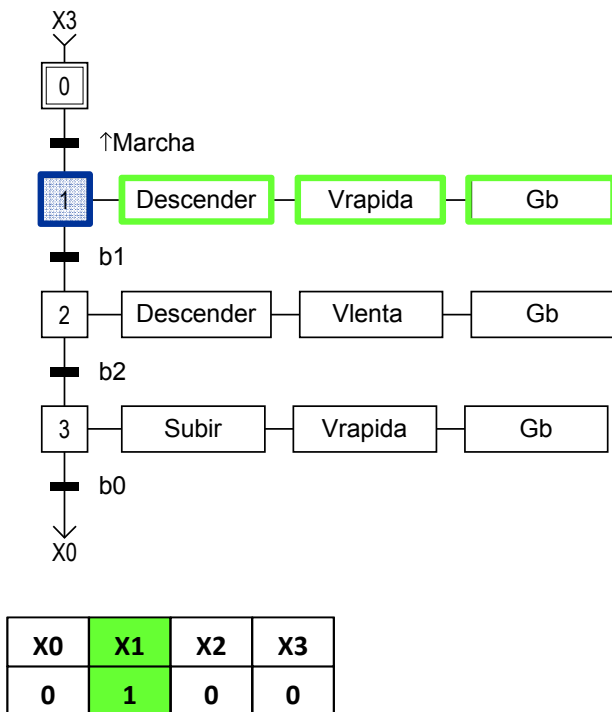 X3
0
↑Marcha
1 Descender Vrapida Gb
b1
2 Descender Vlenta Gb
b2
3 Subir Vrapida Gb
b0
X0
X0 X1 X2 X3
0 1 0 0